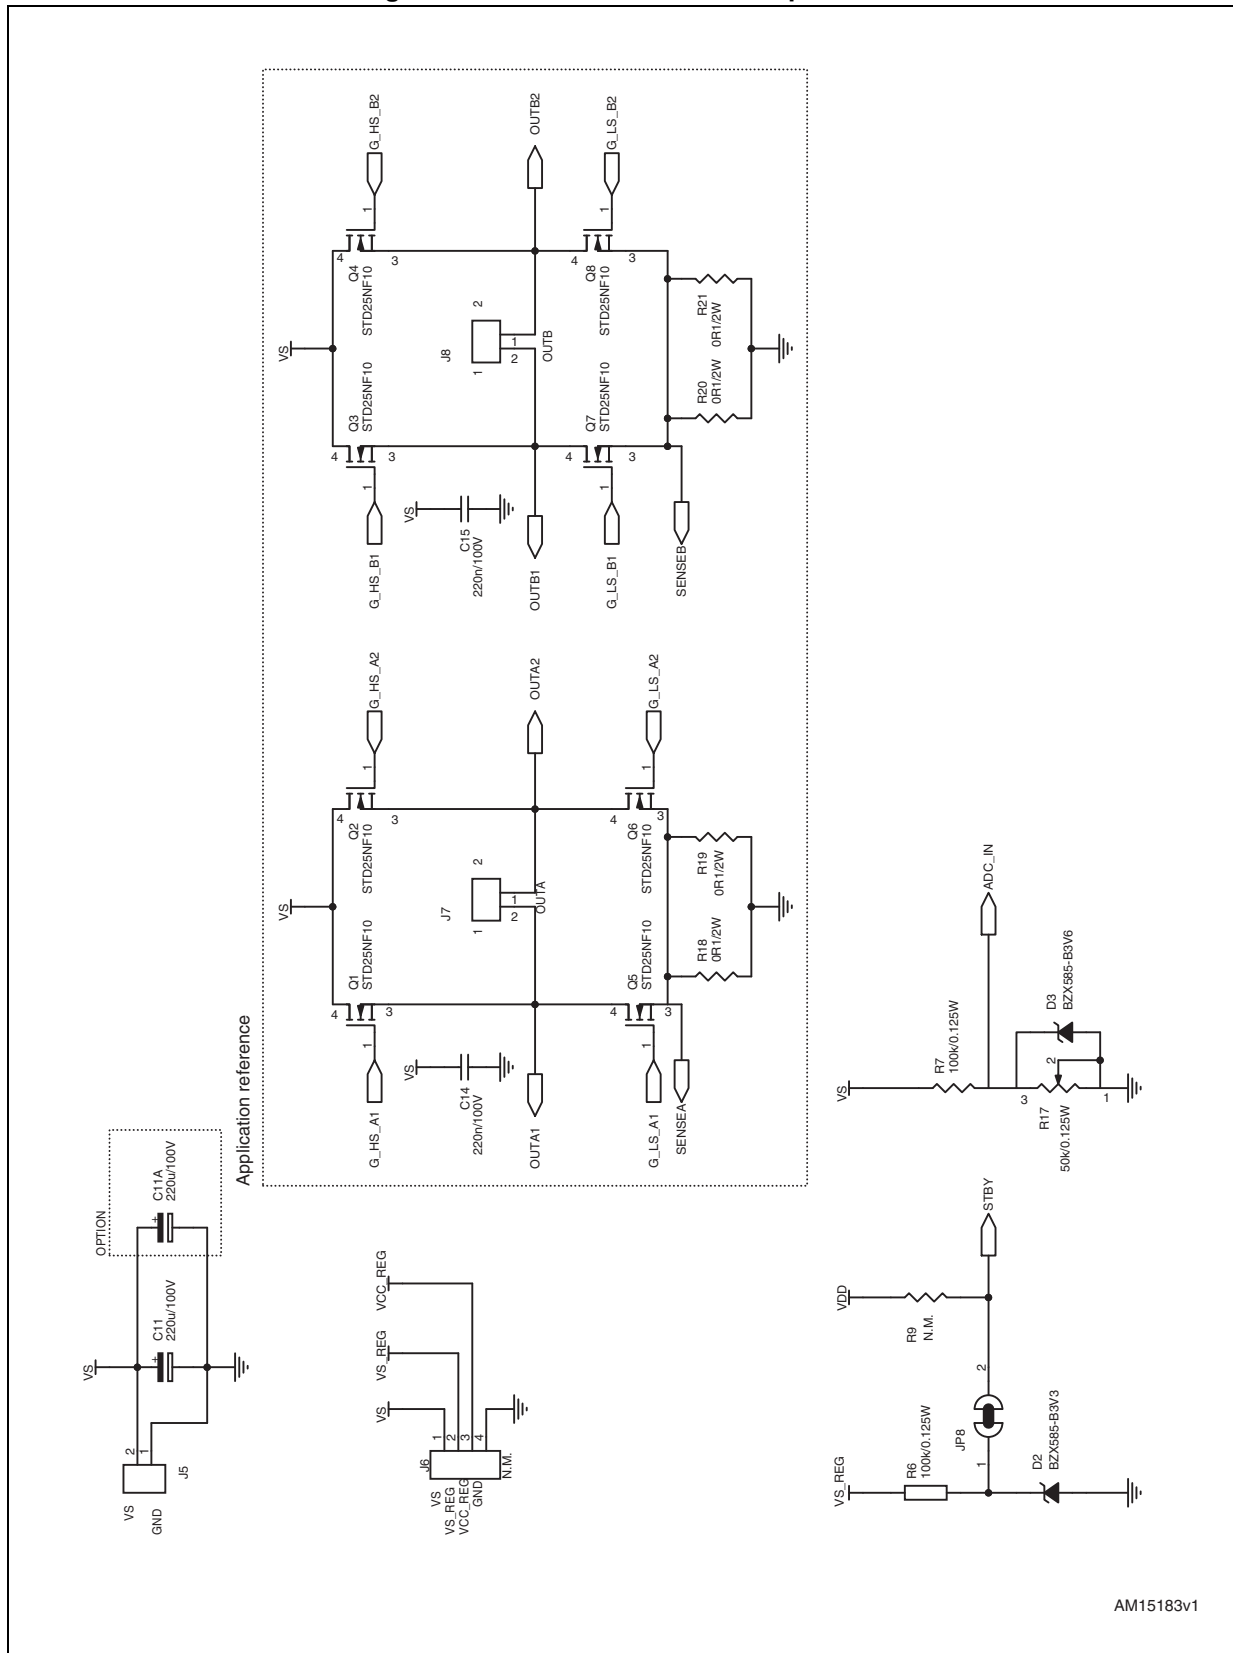 Application reference
OPTION
VS
C11
220u/100V
C11A
220u/100V
2
1
J5
VS
GND
VS
VS_REG
VCC_REG
J6
1
2
3
4
VS
VS_REG
VCC_REG
GND
N.M.
VS
4
Q1
STD25NF10
3
1
G_HS_A1
4
Q2
STD25NF10
3
1
G_HS_A2
VS
C14
220n/100V
J7
1
2
1
2
OUTA
OUTA1
OUTA2
4
Q5
STD25NF10
3
1
G_LS_A1
4
Q6
STD25NF10
3
1
G_LS_A2
SENSEA
R18
0R1/2W
R19
0R1/2W
VS
4
Q3
STD25NF10
3
1
G_HS_B1
4
Q4
STD25NF10
3
1
G_HS_B2
VS
C15
220n/100V
J8
1
2
1
2
OUTB
OUTB1
OUTB2
4
Q7
STD25NF10
3
1
G_LS_B1
4
Q8
STD25NF10
3
1
G_LS_B2
SENSEB
R20
0R1/2W
R21
0R1/2W
VS_REG
R6
100k/0.125W
1
JP8
2
D2
BZX585-B3V3
VDD
R9
N.M.
STBY
VS
R7
100k/0.125W
ADC_IN
3
2
1
R17
50k/0.125W
D3
BZX585-B3V6
AM15183v1